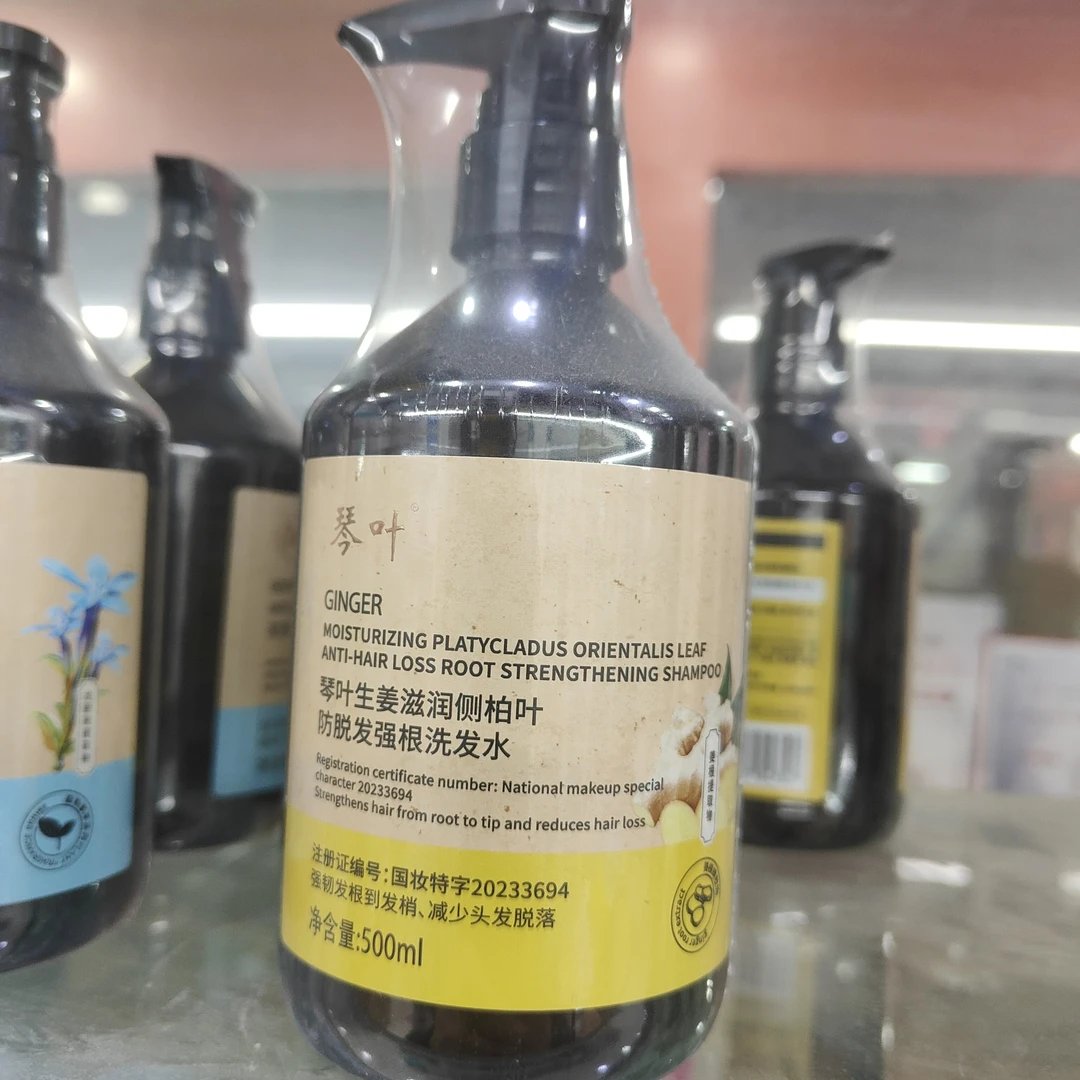 琴叶
GINGER
MOISTURIZING PLATYCLADUS ORIENTALIS LEAF
ANTI-HAIR LOSS ROOT STRENGTHENING SHAMPOO
琴叶生姜滋润侧柏叶
防脱发强根洗发水
Registration certificate number: National makeup special
character 20233694
Strengthens hair from root to tip and reduces hair loss
注册证编号:国妆特字20233694
强韧发根到发梢、减少头发脱落
净含量:500ml
ginger root extract